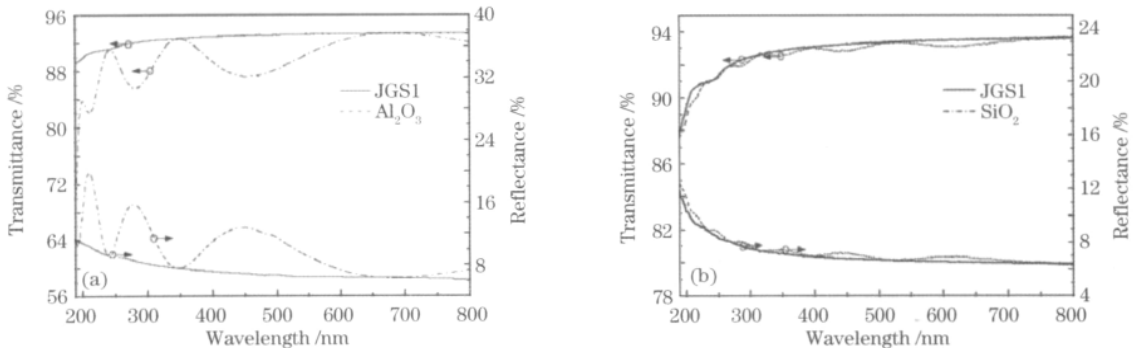 96
88
80
72
64
56
Transmittance /%
40
32
24
16
8
Reflectance /%
JGS1
Al₂O₃
(a)
200 300 400 500 600 700 800
Wavelength /nm
94
90
86
82
78
Transmittance /%
24
20
16
12
8
4
Reflectance /%
JGS1
SiO₂
(b)
200 300 400 500 600 700 800
Wavelength /nm